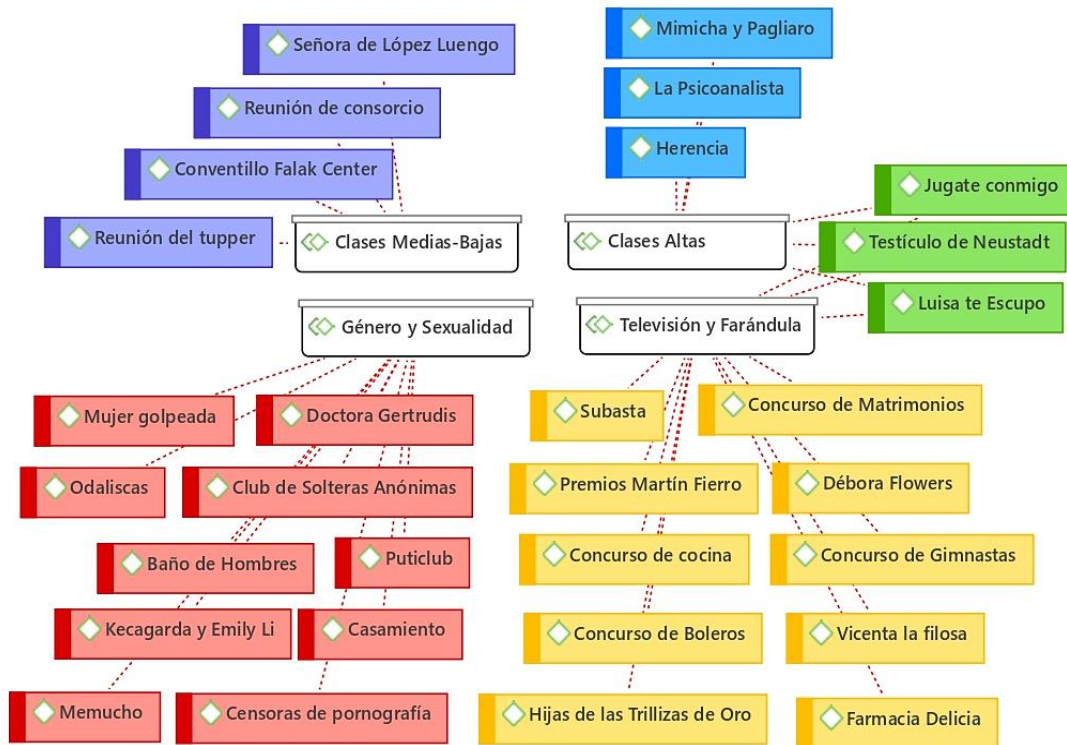 Señora de López Luengo
Mimicha y Pagliaro
Reunión de consorcio
La Psicoanalista
Conventillo Falak Center
Herencia
Jugate conmigo
Reunión del tupper
Clases Medias-Bajas
Clases Altas
Testículo de Neustadt
Luisa te Escupo
Género y Sexualidad
Televisión y Farándula
Mujer golpeada
Doctora Gertrudis
Subasta
Concurso de Matrimonios
Odaliscas
Club de Solteras Anónimas
Premios Martín Fierro
Débora Flowers
Baño de Hombres
Puticlub
Concurso de cocina
Concurso de Gimnastas
Kecagarda y Emily Li
Casamiento
Concurso de Boleros
Vicenta la filosa
Memucho
Censoras de pornografía
Hijas de las Trillizas de Oro
Farmacia Delicia